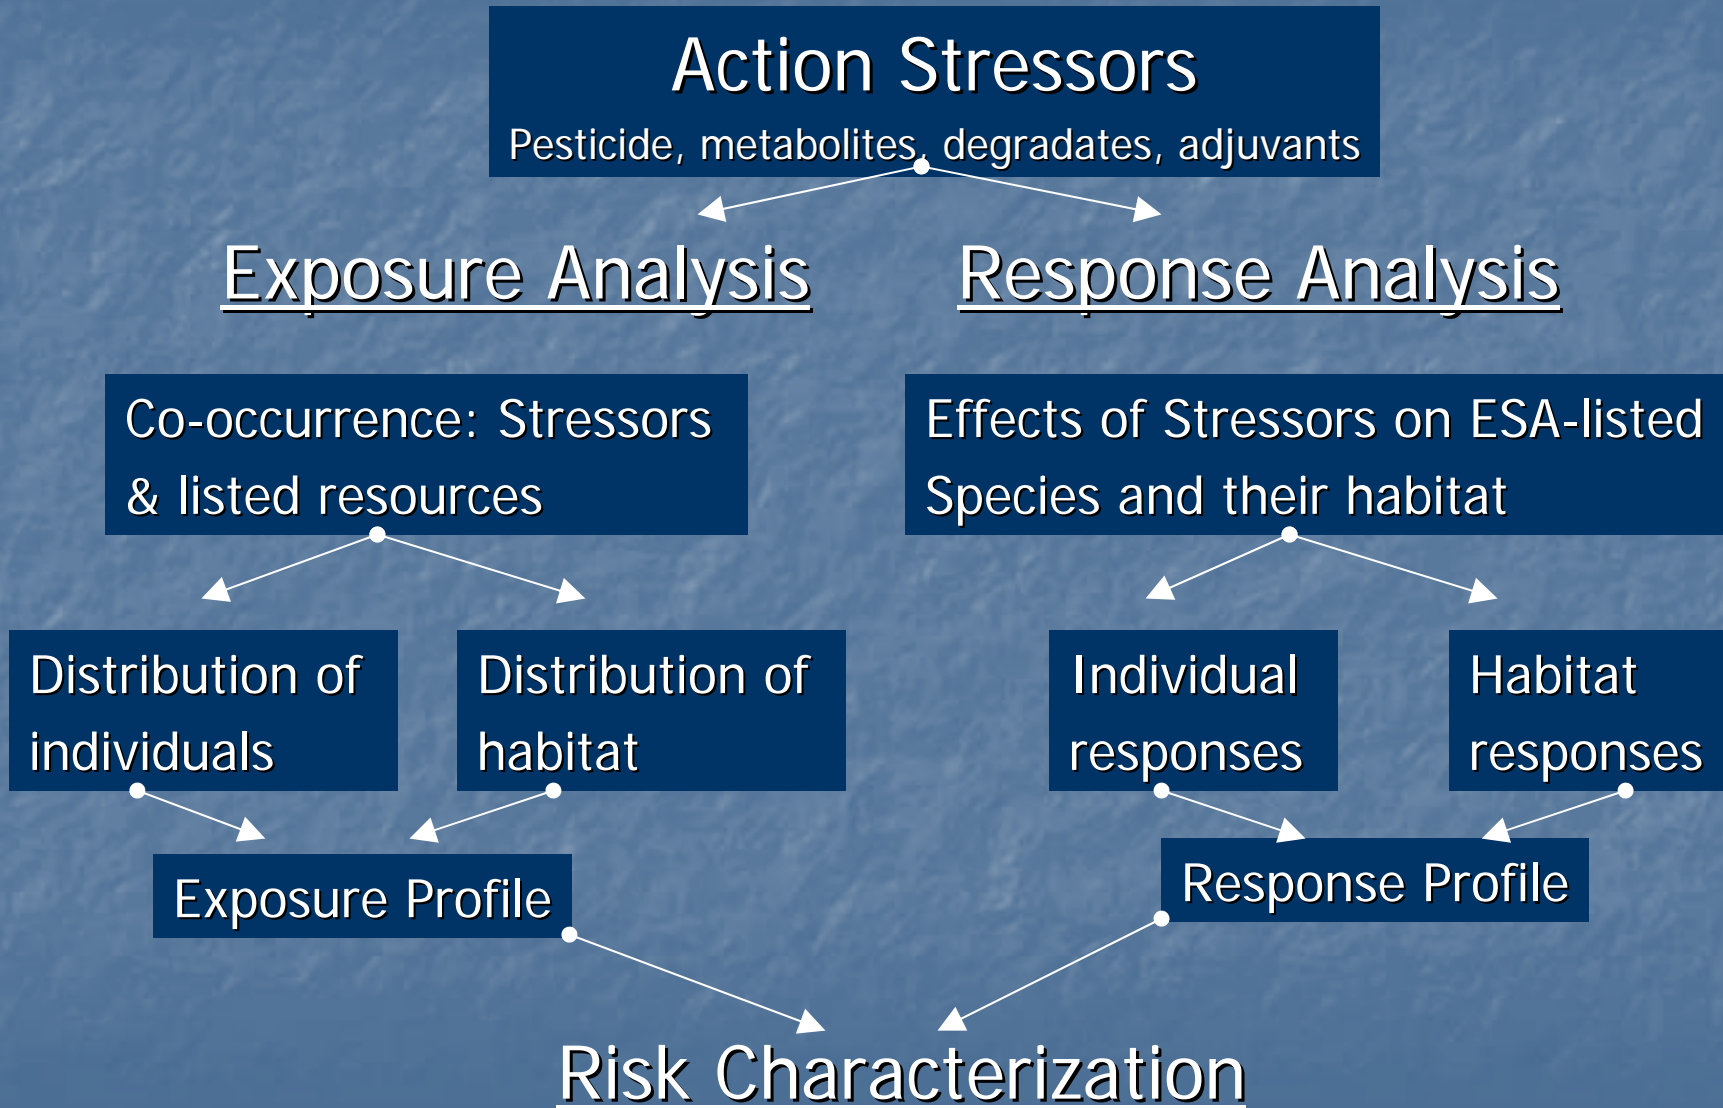 Action Stressors
Pesticide, metabolites, degradates, adjuvants
Exposure Analysis
Response Analysis
Co-occurrence: Stressors
& listed resources
Effects of Stressors on ESA-listed
Species and their habitat
Distribution of
individuals
Distribution of
habitat
Individual
responses
Habitat
responses
Exposure Profile
Response Profile
Risk Characterization